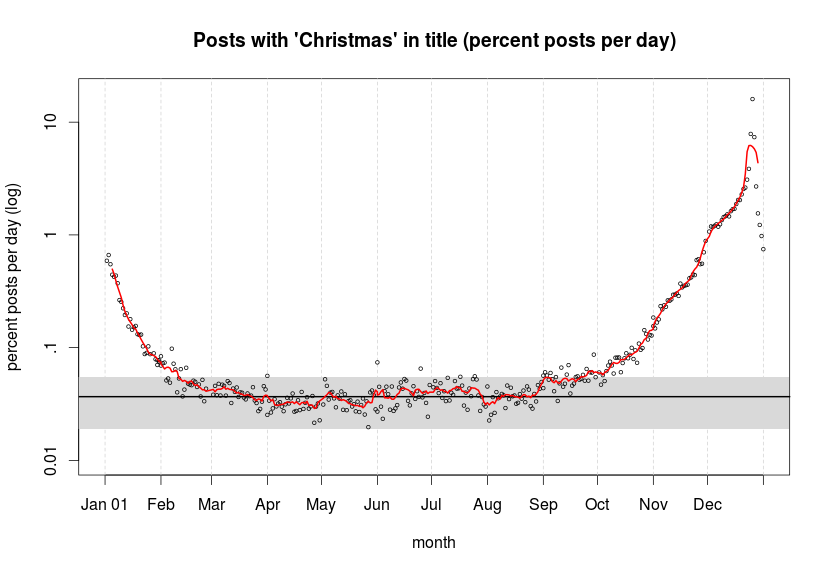 Posts with 'Christmas' in title (percent posts per day)
percent posts per day (log)
10
1
.1
0.01
Jan 01 Feb Mar Apr May Jun Jul Aug Sep Oct Nov Dec
month